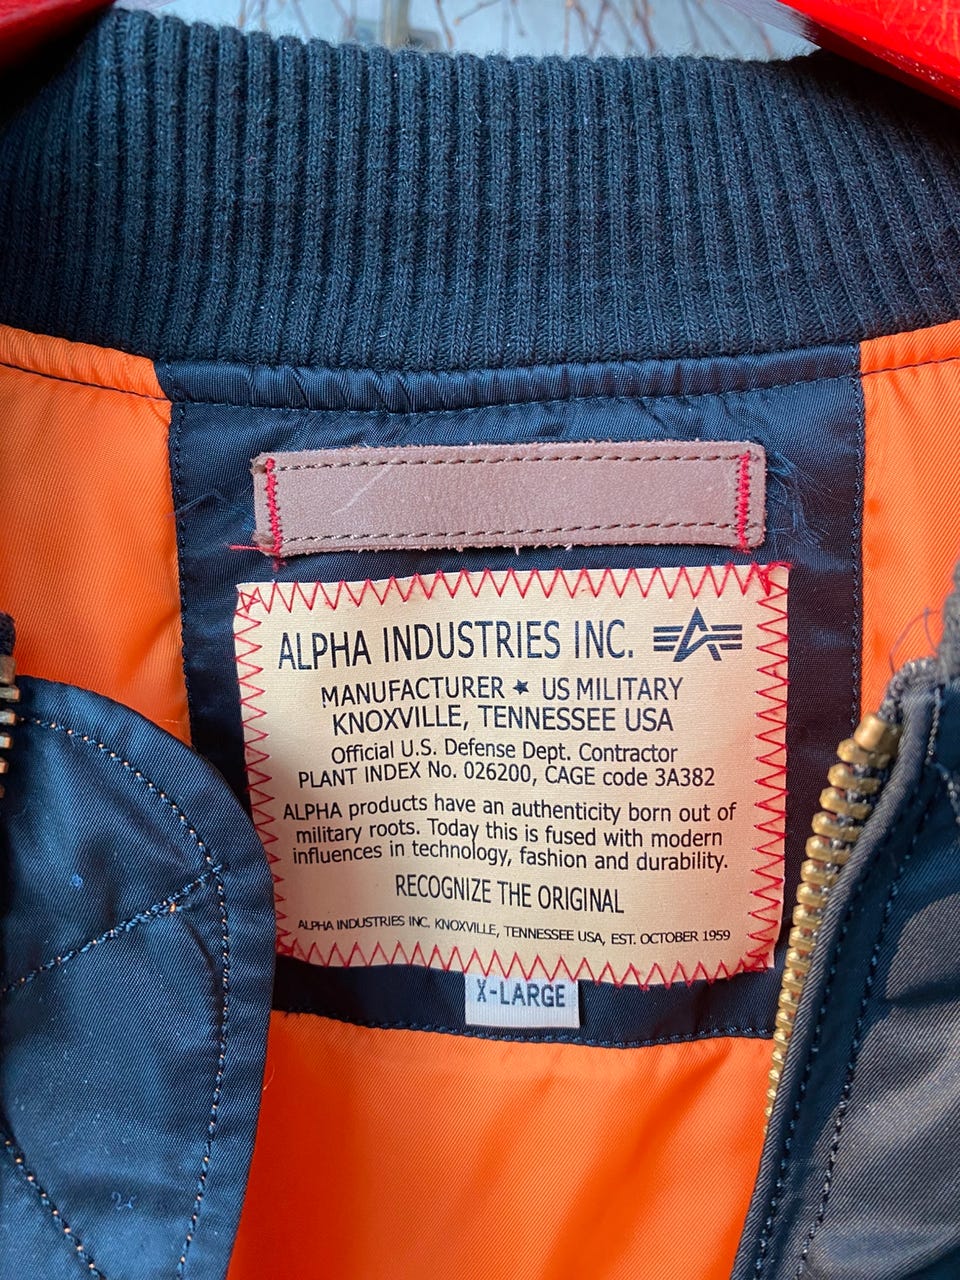 ALPHA INDUSTRIES INC.
MANUFACTURER ★ US MILITARY
KNOXVILLE, TENNESSEE USA
Official U.S. Defense Dept. Contractor
PLANT INDEX No. 026200, CAGE code 3A382
ALPHA products have an authenticity born out of
military roots. Today this is fused with modern
influences in technology, fashion and durability.
RECOGNIZE THE ORIGINAL
ALPHA INDUSTRIES INC. KNOXVILLE, TENNESSEE USA, EST. OCTOBER 1959
X-LARGE